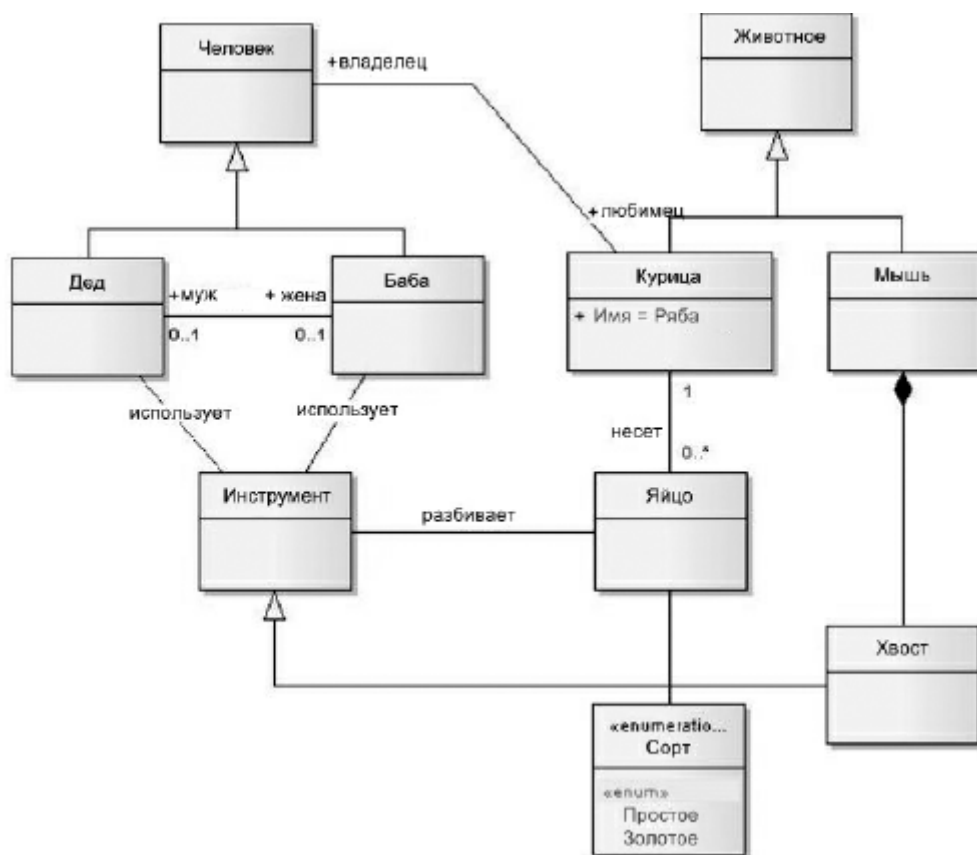 Человек
Животное
+владелец
+любимец
Дед
Баба
Курица
Мышь
+муж
+ жена
+ Имя = Ряба
0..1
0..1
использует
использует
1
несет
0..*
Инструмент
Яйцо
разбивает
Хвост
«enumeratio...
Сорт
«enum»
Простое
Золотое